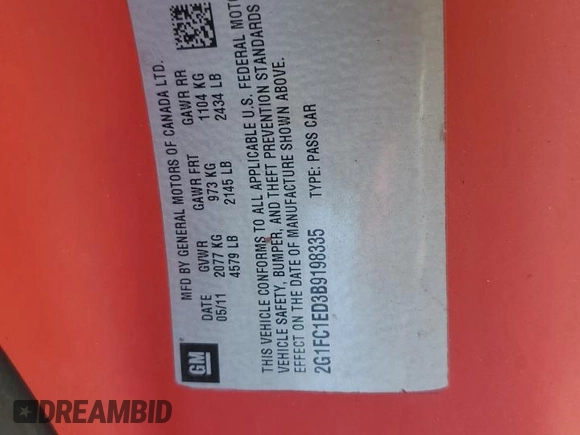 MFD BY GENERAL MOTORS OF CANADA LTD.
DATE GVWR GAWR FRT GAWR RR
05/11 2077 KG 973 KG 1104 KG
4579 LB 2145 LB 2434 LB
THIS VEHICLE CONFORMS TO ALL APPLICABLE U.S. FEDERAL
VEHICLE SAFETY, BUMPER, AND THEFT PREVENTION STANDARDS
EFFECT ON THE DATE OF MANUFACTURE SHOWN ABOVE.
2G1FC1ED3B9198335 TYPE: PASS CAR
GM
DREAMBID